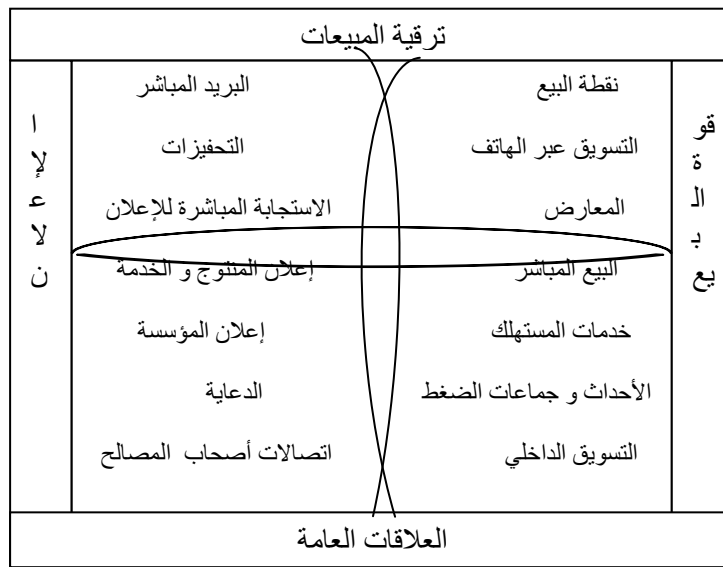 ترقية المبيعات
قو
ة
الـ
بـ
يع
نقطة البيع
التسويق عبر الهاتف
المعارض
البيع المباشر
خدمات المستهلك
الأحداث و جماعات الضغط
التسويق الداخلي
البريد المباشر
التحفيزات
الاستجابة المباشرة للإعلان
إعلان المنتوج و الخدمة
إعلان المؤسسة
الدعاية
اتصالات أصحاب المصالح
ا
لإ
عـ
لا
ن
العلاقات العامة